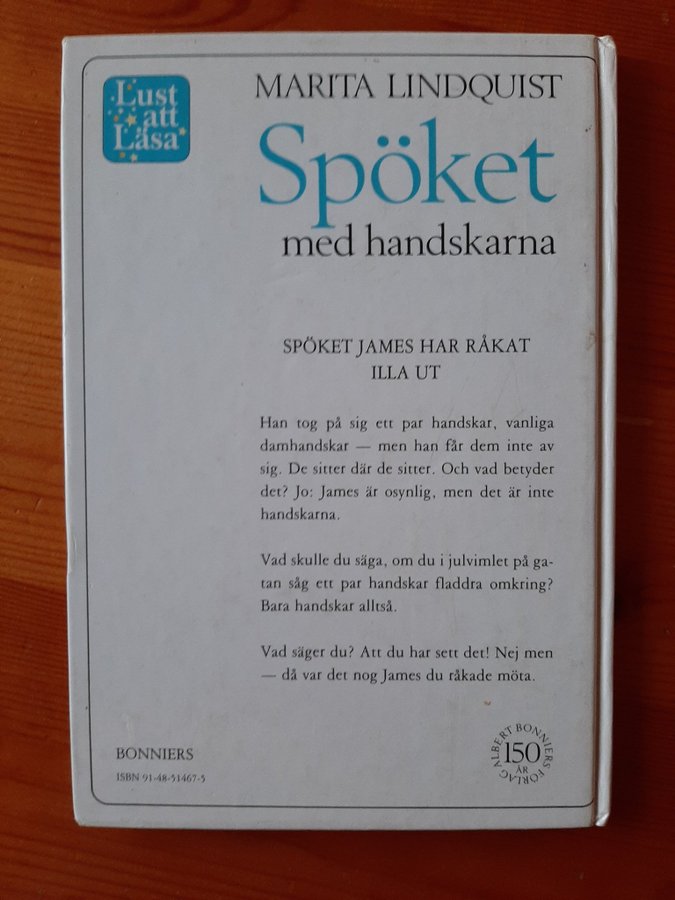 Lust
att
Läsa
MARITA LINDQUIST
Spöket
med handskarna
SPÖKET JAMES HAR RÅKAT
ILLA UT
Han tog på sig ett par handskar, vanliga
damhandskar — men han får dem inte av
sig. De sitter där de sitter. Och vad betyder
det? Jo: James är osynlig, men det är inte
handskarna.
Vad skulle du säga, om du i julvimlet på ga-
tan såg ett par handskar fladdra omkring?
Bara handskar alltså.
Vad säger du? Att du har sett det! Nej men
— då var det nog James du råkade möta.
BONNIERS
ISBN 91-48-51467-5
ALBERT BONNIERS FÖRLAG
150
ÅR